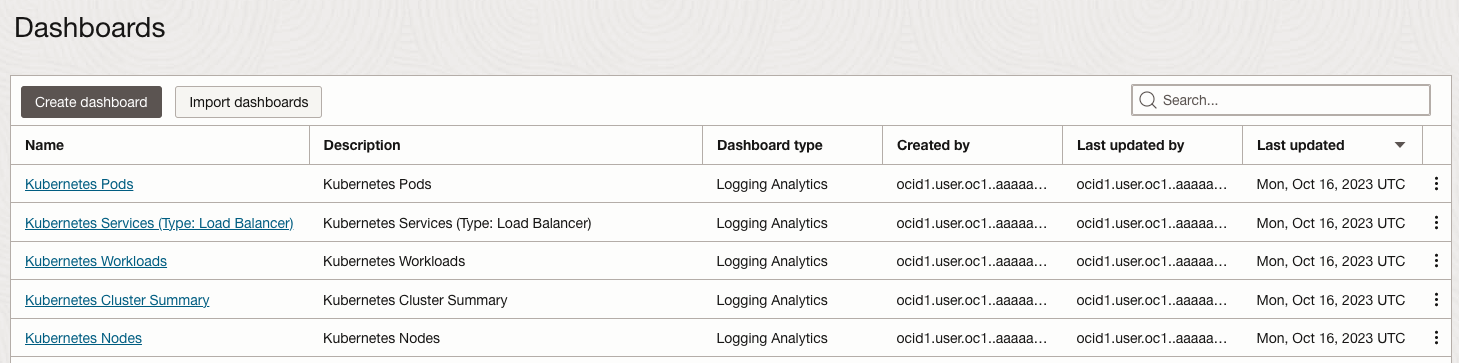 Dashboards
Create dashboard Import dashboards Search...
Name Description Dashboard type Created by Last updated by Last updated
Kubernetes Pods Kubernetes Pods Logging Analytics ocid1.user.oc1..aaaaa... ocid1.user.oc1..aaaaa... Mon, Oct 16, 2023 UTC
Kubernetes Services (Type: Load Balancer) Kubernetes Services (Type: Load Balancer) Logging Analytics ocid1.user.oc1..aaaaa... ocid1.user.oc1..aaaaa... Mon, Oct 16, 2023 UTC
Kubernetes Workloads Kubernetes Workloads Logging Analytics ocid1.user.oc1..aaaaa... ocid1.user.oc1..aaaaa... Mon, Oct 16, 2023 UTC
Kubernetes Cluster Summary Kubernetes Cluster Summary Logging Analytics ocid1.user.oc1..aaaaa... ocid1.user.oc1..aaaaa... Mon, Oct 16, 2023 UTC
Kubernetes Nodes Kubernetes Nodes Logging Analytics ocid1.user.oc1..aaaaa... ocid1.user.oc1..aaaaa... Mon, Oct 16, 2023 UTC